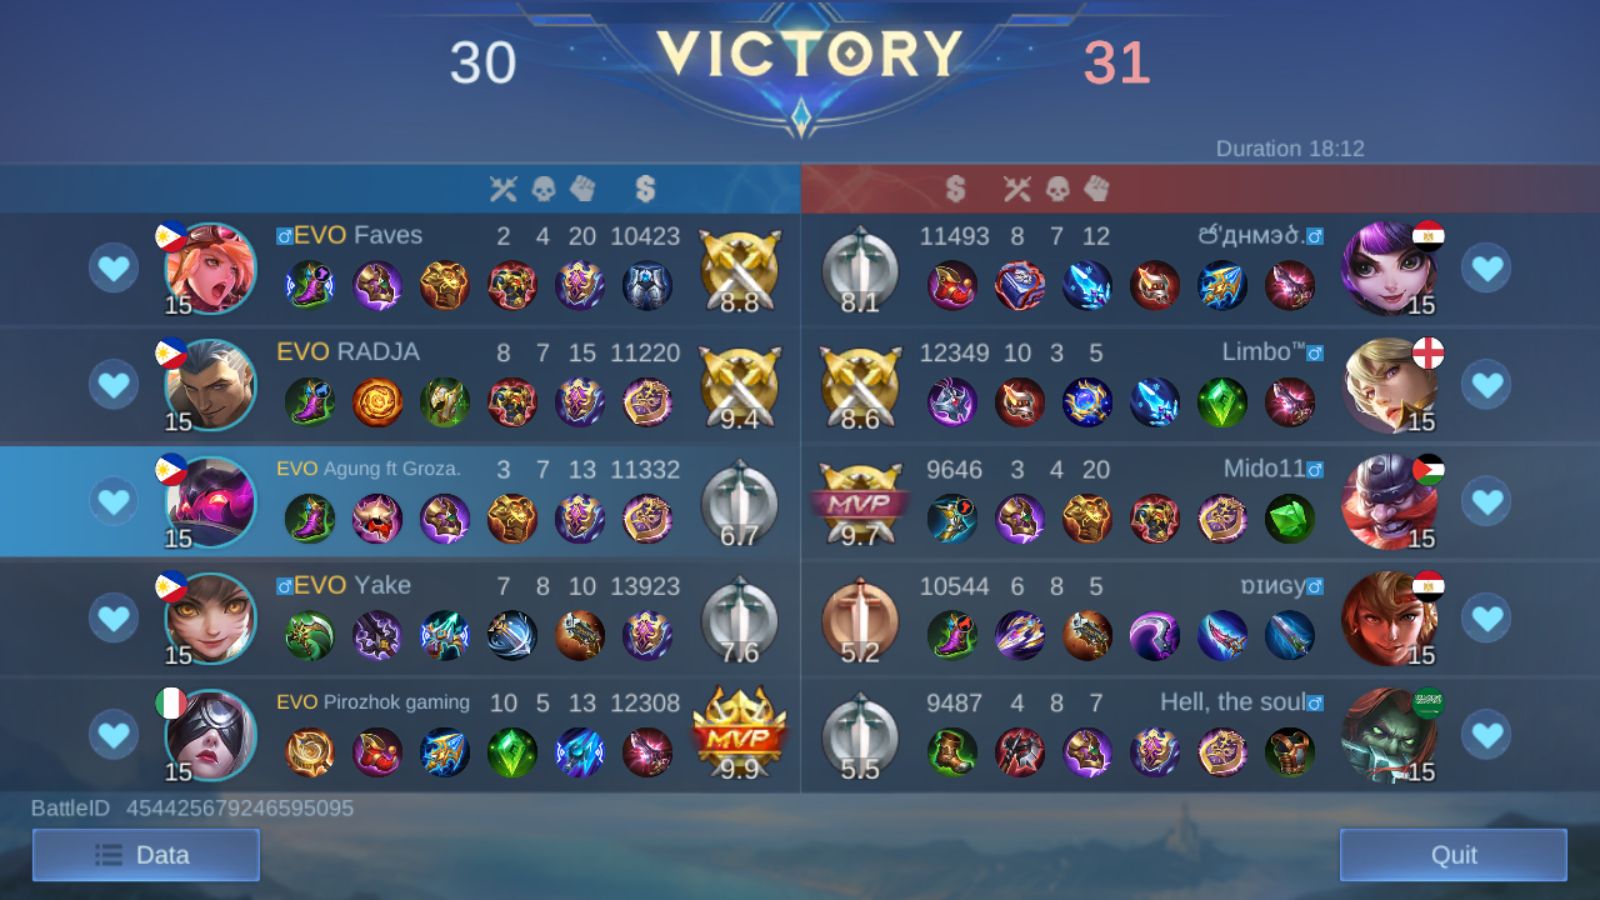 30 VICTORY 31
Duration 18:12
EVO Faves 2 4 20 10423 8.8 15
8.1 11493 8 7 12 15
EVO RADJA 8 7 15 11220 9.4 15
8.6 12349 10 3 5 Limbo™ 15
EVO Agung ft Groza. 3 7 13 11332 6.7 15
MVP 9.7 9646 3 4 20 Mido11 15
EVO Yake 7 8 10 13923 7.6 15
5.2 10544 6 8 5 15
EVO Pirozhok gaming 10 5 13 12308 MVP 9.9 15
5.5 9487 4 8 7 Hell, the soul 15
BattleID 454425679246595095
Data
Quit